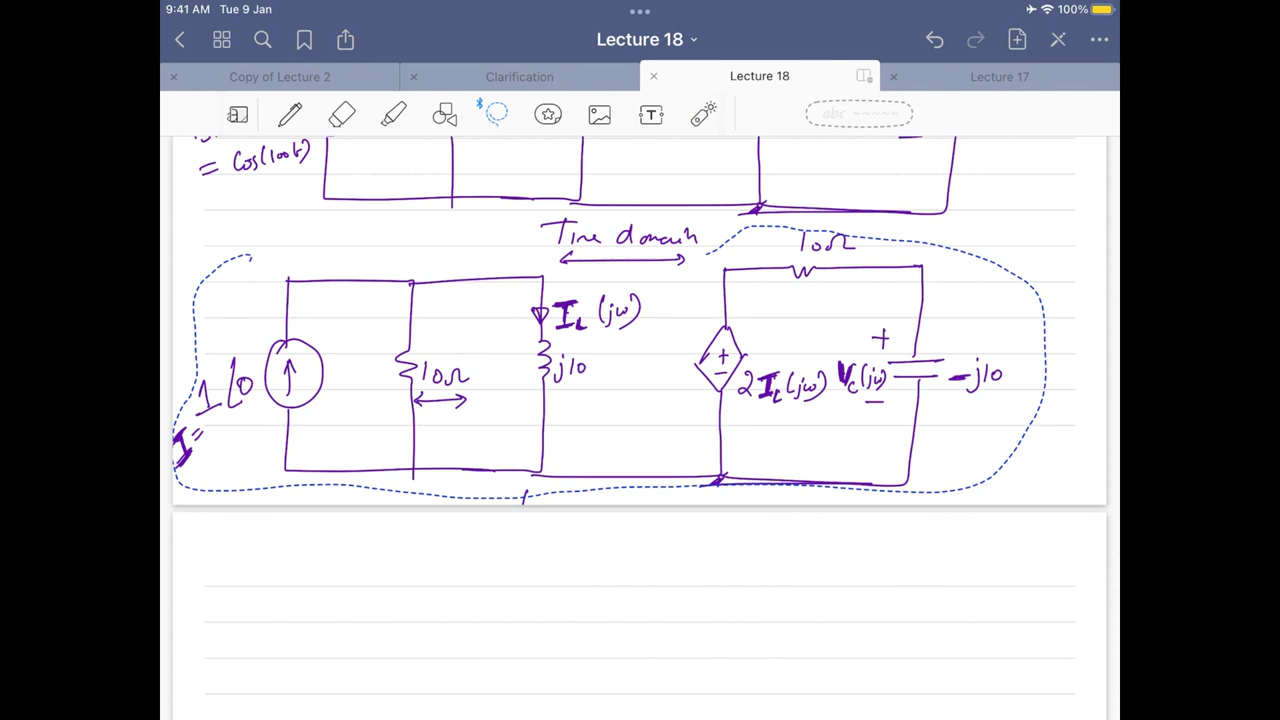 9:41 AM Tue 9 Jan
100%
Lecture 18
Copy of Lecture 2
Clarification
Lecture 18
Lecture 17
= Cos(100t)
Time domain
10Ω
I_L (jω)
+
1∠0
10Ω
j10
+
-
2I_L(jω)
V_c(jω)
-j10
-
I=